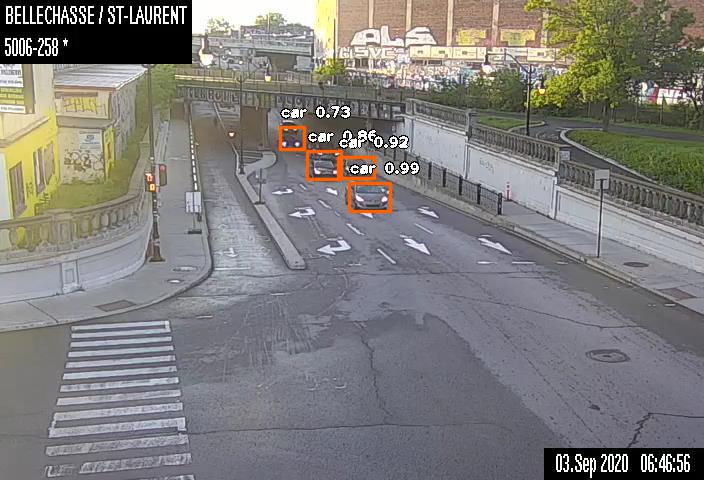 BELLECHASSE / ST-LAURENT
5006-258 *
car 0.73
car 0.86
car 0.92
car 0.99
03.Sep 2020 06:46:56